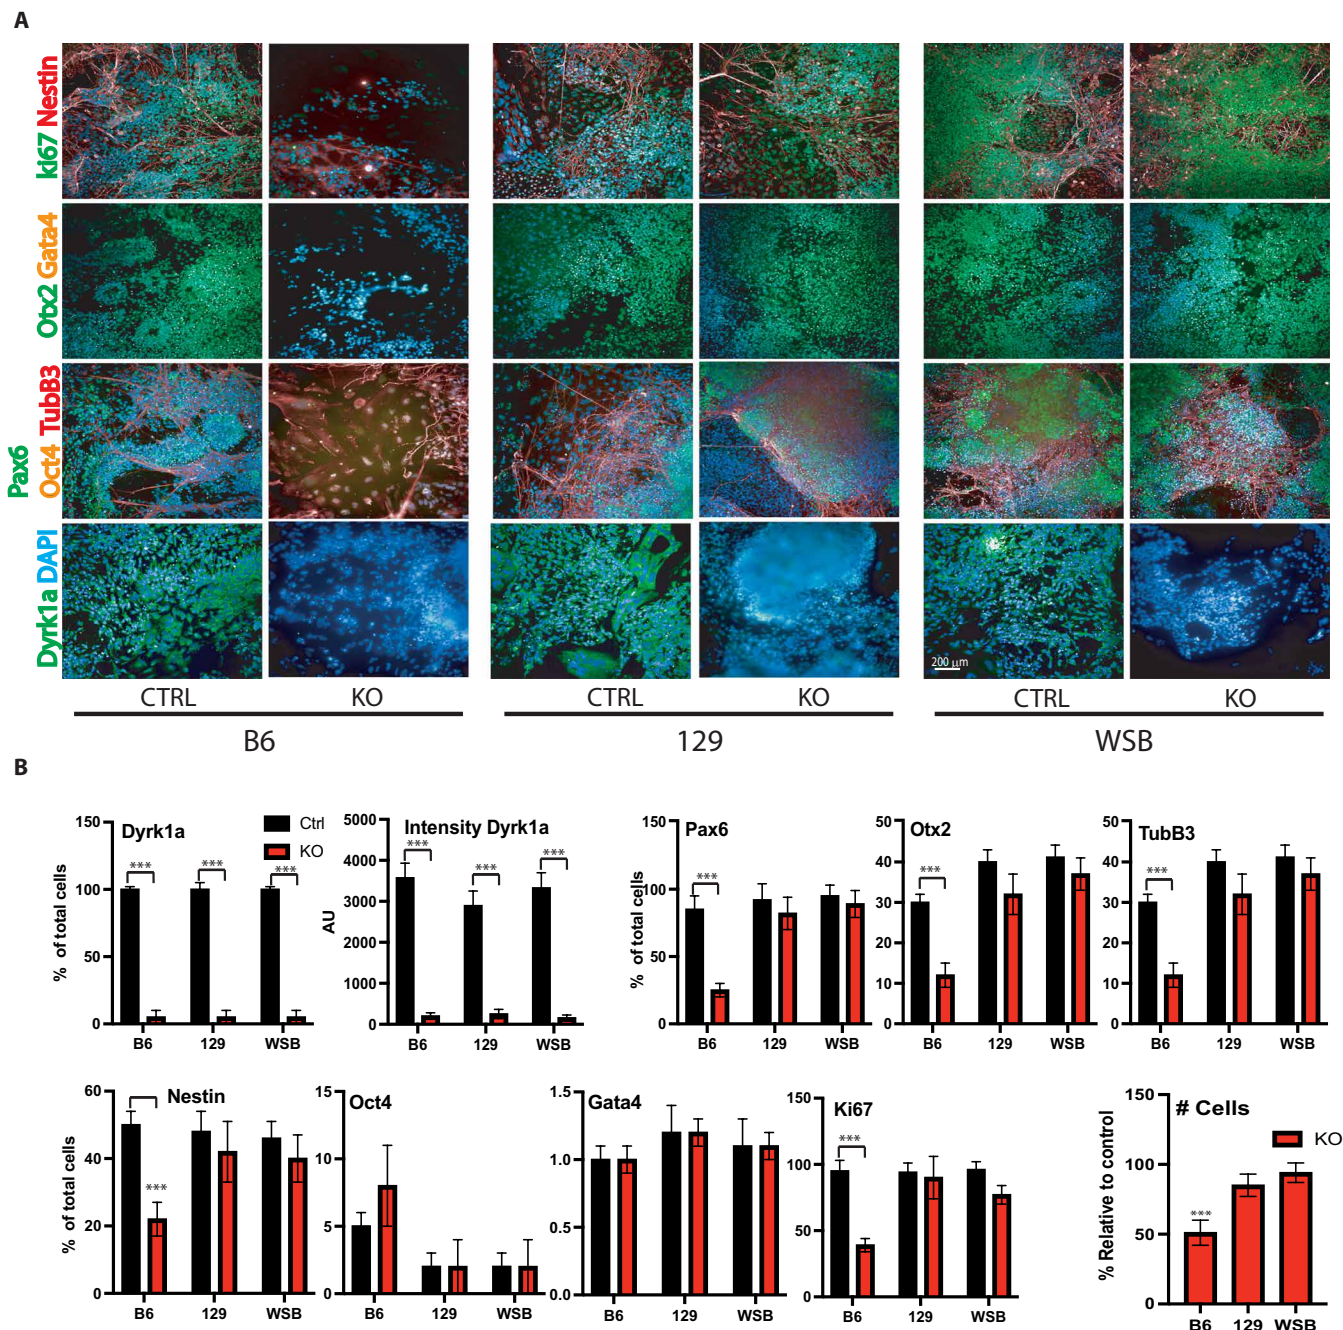 A
ki67 Nestin
Otx2 Gata4
Pax6
Oct4 TubB3
Dyrk1a DAPI
200 µm
CTRL KO CTRL KO CTRL KO
B6 129 WSB
B
Dyrk1a
Ctrl
KO
% of total cells
150
100
50
0
***
***
***
B6 129 WSB
Intensity Dyrk1a
AU
5000
4000
3000
2000
1000
0
***
***
***
B6 129 WSB
Pax6
% of total cells
150
100
50
0
***
B6 129 WSB
Otx2
50
40
30
20
10
0
***
B6 129 WSB
TubB3
50
40
30
20
10
0
***
B6 129 WSB
Nestin
% of total cells
60
40
20
0
***
B6 129 WSB
Oct4
15
10
5
0
B6 129 WSB
Gata4
1.5
1.0
0.5
0.0
B6 129 WSB
Ki67
150
100
50
0
***
B6 129 WSB
# Cells
KO
% Relative to control
150
100
50
0
***
B6 129 WSB